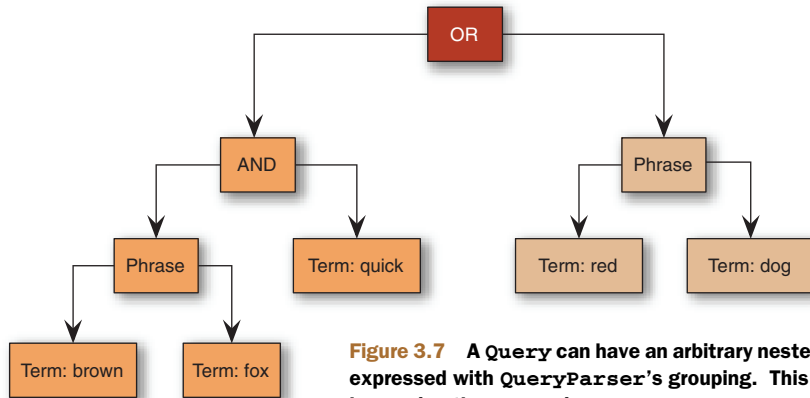 OR
AND
Phrase
Phrase
Term: quick
Term: red
Term: dog
Term: brown
Term: fox
Figure 3.7 A Query can have an arbitrary neste
expressed with QueryParser's grouping. This